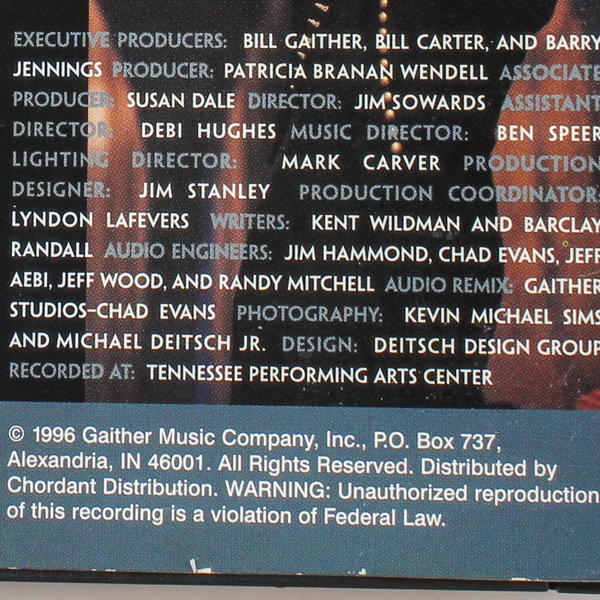 EXECUTIVE PRODUCERS: BILL GAITHER, BILL CARTER, AND BARRY
JENNINGS PRODUCER: PATRICIA BRANAN WENDELL ASSOCIATE
PRODUCER: SUSAN DALE DIRECTOR: JIM SOWARDS ASSISTANT
DIRECTOR: DEBI HUGHES MUSIC DIRECTOR: BEN SPEER
LIGHTING DIRECTOR: MARK CARVER PRODUCTION
DESIGNER: JIM STANLEY PRODUCTION COORDINATOR:
LYNDON LAFEVERS WRITERS: KENT WILDMAN AND BARCLAY
RANDALL AUDIO ENGINEERS: JIM HAMMOND, CHAD EVANS, JEFF
AEBI, JEFF WOOD, AND RANDY MITCHELL AUDIO REMIX: GAITHER
STUDIOS–CHAD EVANS PHOTOGRAPHY: KEVIN MICHAEL SIMS
AND MICHAEL DEITSCH JR. DESIGN: DEITSCH DESIGN GROUP
RECORDED AT: TENNESSEE PERFORMING ARTS CENTER
© 1996 Gaither Music Company, Inc., P.O. Box 737,
Alexandria, IN 46001. All Rights Reserved. Distributed by
Chordant Distribution. WARNING: Unauthorized reproduction
of this recording is a violation of Federal Law.